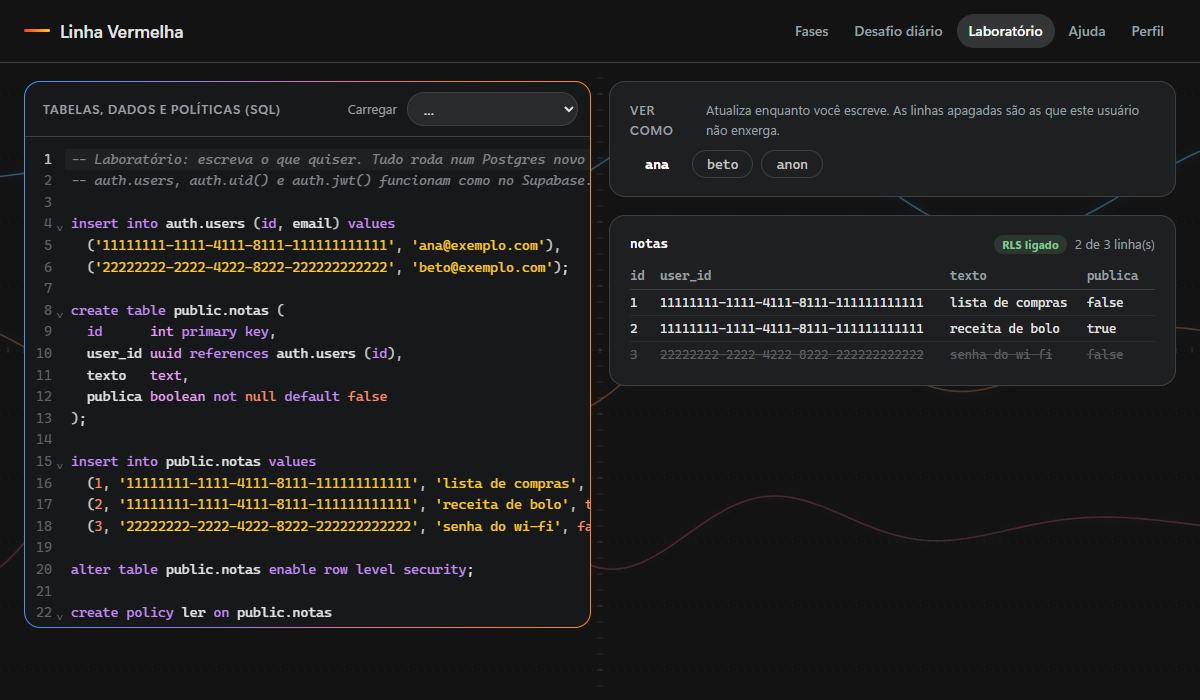 Linha Vermelha
Fases Desafio diário Laboratório Ajuda Perfil
TABELAS, DADOS E POLÍTICAS (SQL) Carregar ...
1 -- Laboratório: escreva o que quiser. Tudo roda num Postgres novo
2 -- auth.users, auth.uid() e auth.jwt() funcionam como no Supabase.
3
4 insert into auth.users (id, email) values
5 ('11111111-1111-4111-8111-111111111111', 'ana@exemplo.com'),
6 ('22222222-2222-4222-8222-222222222222', 'beto@exemplo.com');
7
8 create table public.notas (
9 id int primary key,
10 user_id uuid references auth.users (id),
11 texto text,
12 publica boolean not null default false
13 );
14
15 insert into public.notas values
16 (1, '11111111-1111-4111-8111-111111111111', 'lista de compras',
17 (2, '11111111-1111-4111-8111-111111111111', 'receita de bolo', t
18 (3, '22222222-2222-4222-8222-222222222222', 'senha do wi-fi', fa
19
20 alter table public.notas enable row level security;
21
22 create policy ler on public.notas
VER COMO
Atualiza enquanto você escreve. As linhas apagadas são as que este usuário
não enxerga.
ana beto anon
notas RLS ligado 2 de 3 linha(s)
id user_id texto publica
1 11111111-1111-4111-8111-111111111111 lista de compras false
2 11111111-1111-4111-8111-111111111111 receita de bolo true
3 22222222-2222-4222-8222-222222222222 senha do wi-fi false